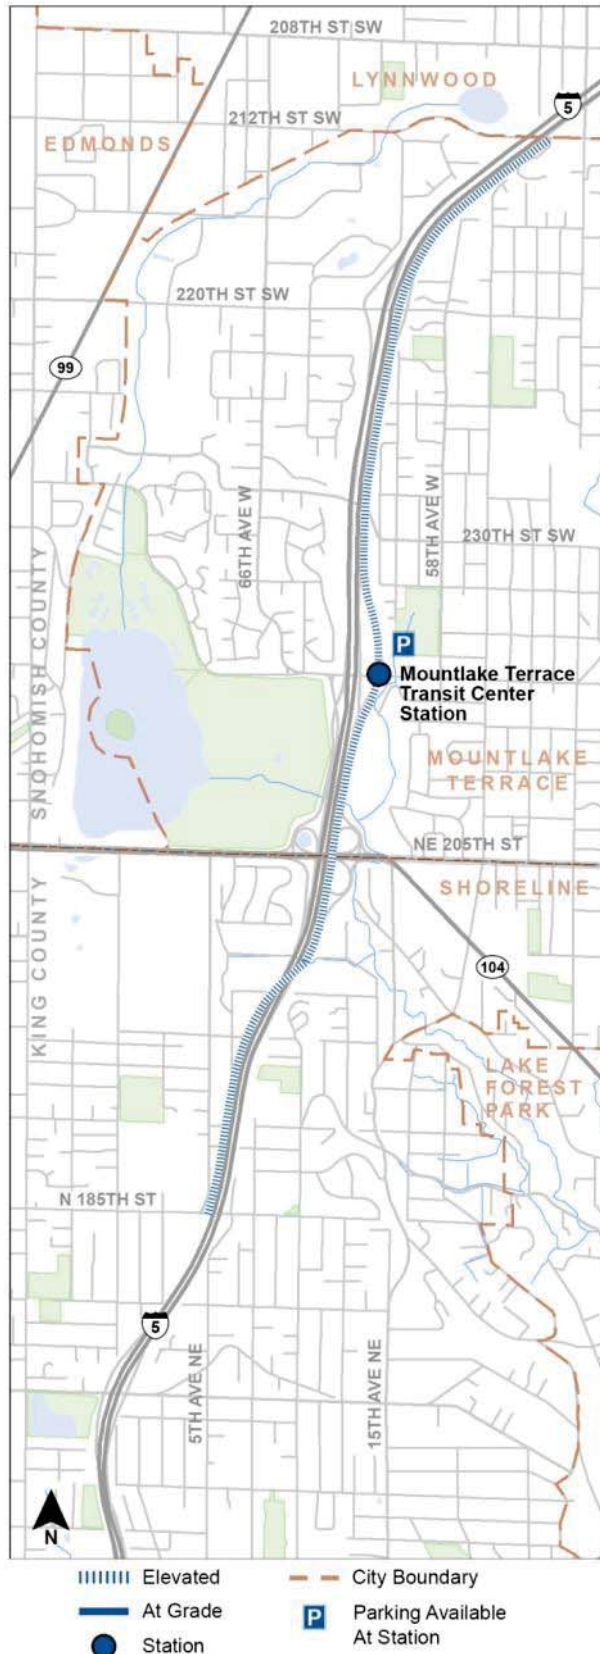 208TH ST SW
LYNNWOOD
5
212TH ST SW
EDMONDS
220TH ST SW
99
66TH AVE W
58TH AVE W
230TH ST SW
SNOHOMISH COUNTY
P
Mountlake Terrace
Transit Center
Station
MOUNTLAKE
TERRACE
NE 205TH ST
SHORELINE
KING COUNTY
104
LAKE
FOREST
PARK
N 185TH ST
5
5TH AVE NE
15TH AVE NE
N
Elevated
City Boundary
At Grade
P
Parking Available
At Station
Station